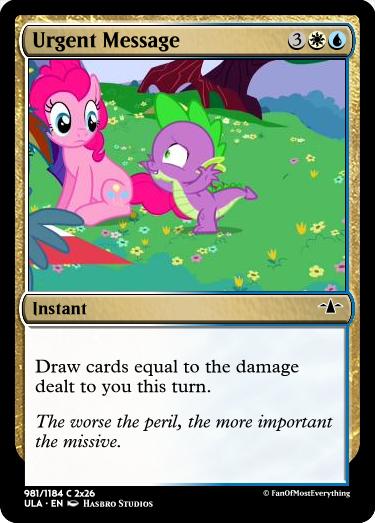 Urgent Message 3
Instant
Draw cards equal to the damage
dealt to you this turn.
The worse the peril, the more important
the missive.
981/1184 C 2x26
ULA • EN Hasbro Studios
© FanOfMostEverything